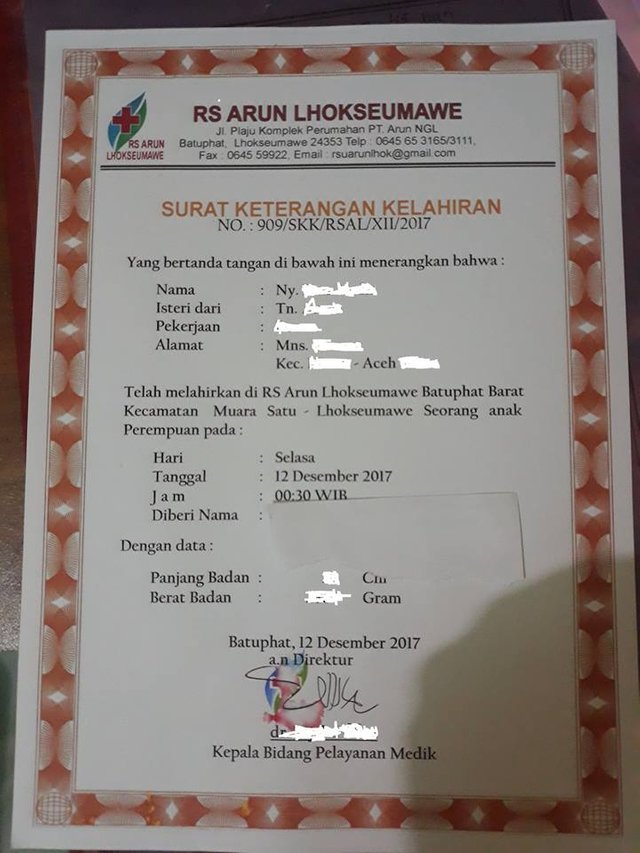 RS ARUN
LHOKSEUMAWE
RS ARUN LHOKSEUMAWE
Jl. Plaju Komplek Perumahan PT. Arun NGL
Batuphat, Lhokseumawe 24353 Telp : 0645 65 3165/3111,
Fax : 0645 59922, Email : rsuarunlhok@gmail.com
SURAT KETERANGAN KELAHIRAN
NO. : 909/SKK/RSAL/XII/2017
Yang bertanda tangan di bawah ini menerangkan bahwa :
Nama : Ny.
Isteri dari : Tn.
Pekerjaan :
Alamat : Mns.
Kec. - Aceh
Telah melahirkan di RS Arun Lhokseumawe Batuphat Barat
Kecamatan Muara Satu - Lhokseumawe Seorang anak
Perempuan pada :
Hari : Selasa
Tanggal : 12 Desember 2017
J a m : 00:30 WIB
Diberi Nama :
Dengan data :
Panjang Badan : Cm
Berat Badan : Gram
Batuphat, 12 Desember 2017
a.n Direktur
dr.
Kepala Bidang Pelayanan Medik